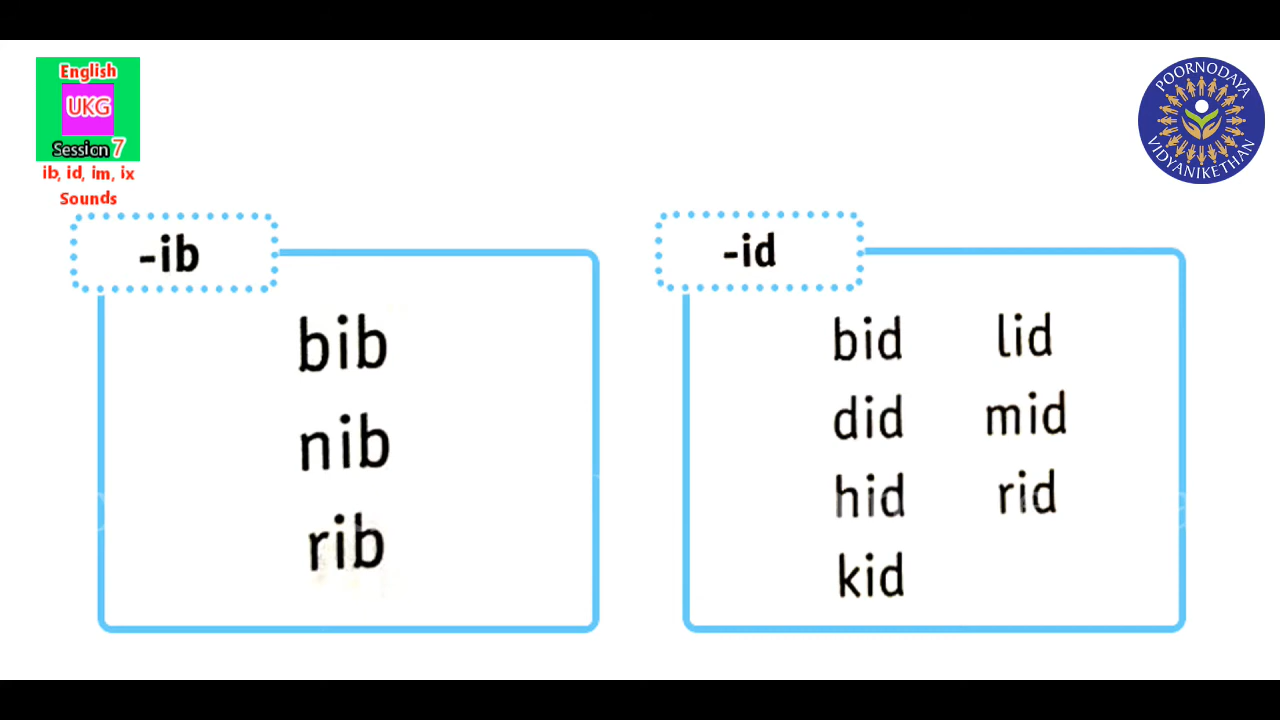 English
UKG
Session 7
ib, id, im, ix
Sounds
POORNODAYA
VIDYANIKETHAN
-ib
bib
nib
rib
-id
bid lid
did mid
hid rid
kid